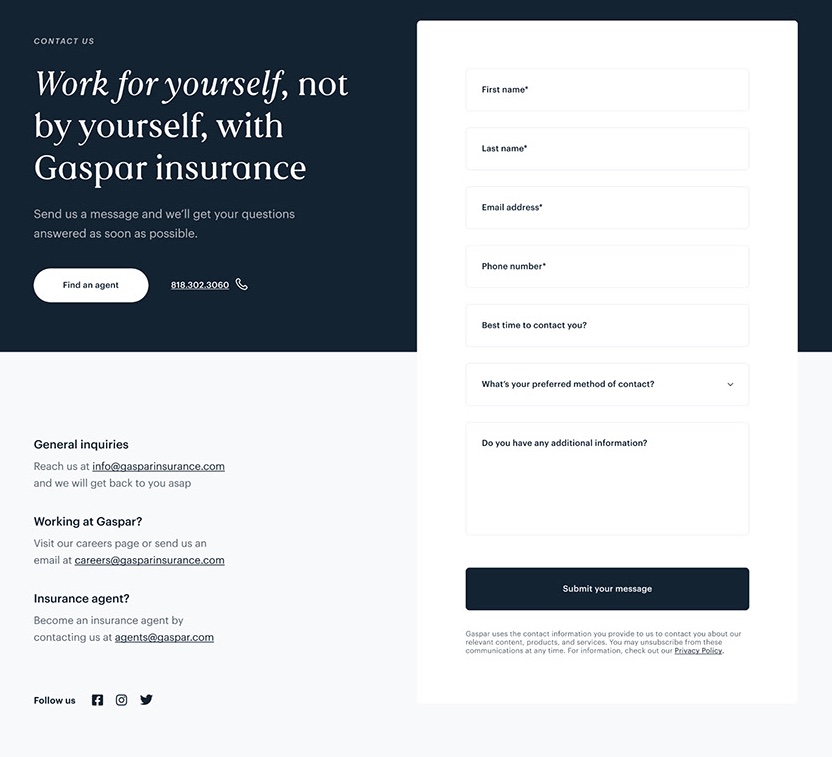 CONTACT US
Work for yourself, not
by yourself, with
Gaspar insurance
Send us a message and we’ll get your questions
answered as soon as possible.
Find an agent
818.302.3060
General inquiries
Reach us at info@gasparinsurance.com
and we will get back to you asap
Working at Gaspar?
Visit our careers page or send us an
email at careers@gasparinsurance.com
Insurance agent?
Become an insurance agent by
contacting us at agents@gaspar.com
Follow us
First name*
Last name*
Email address*
Phone number*
Best time to contact you?
What’s your preferred method of contact?
Do you have any additional information?
Submit your message
Gaspar uses the contact information you provide to us to contact you about our
relevant content, products, and services. You may unsubscribe from these
communications at any time. For information, check out our Privacy Policy.